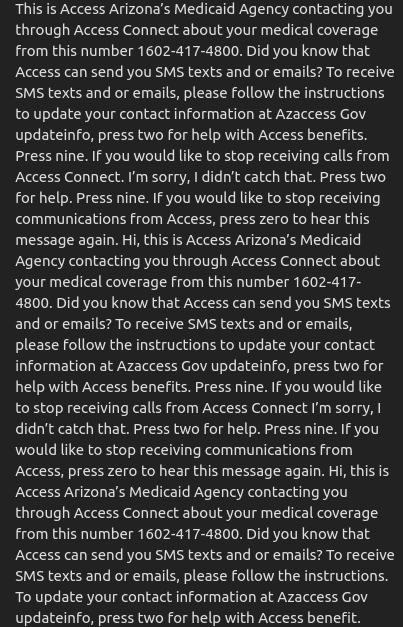 This is Access Arizona’s Medicaid Agency contacting you
through Access Connect about your medical coverage
from this number 1602-417-4800. Did you know that
Access can send you SMS texts and or emails? To receive
SMS texts and or emails, please follow the instructions
to update your contact information at Azaccess Gov
updateinfo, press two for help with Access benefits.
Press nine. If you would like to stop receiving calls from
Access Connect. I’m sorry, I didn’t catch that. Press two
for help. Press nine. If you would like to stop receiving
communications from Access, press zero to hear this
message again. Hi, this is Access Arizona’s Medicaid
Agency contacting you through Access Connect about
your medical coverage from this number 1602-417-
4800. Did you know that Access can send you SMS texts
and or emails? To receive SMS texts and or emails,
please follow the instructions to update your contact
information at Azaccess Gov updateinfo, press two for
help with Access benefits. Press nine. If you would like
to stop receiving calls from Access Connect I’m sorry, I
didn’t catch that. Press two for help. Press nine. If you
would like to stop receiving communications from
Access, press zero to hear this message again. Hi, this is
Access Arizona’s Medicaid Agency contacting you
through Access Connect about your medical coverage
from this number 1602-417-4800. Did you know that
Access can send you SMS texts and or emails? To receive
SMS texts and or emails, please follow the instructions.
To update your contact information at Azaccess Gov
updateinfo, press two for help with Access benefit.